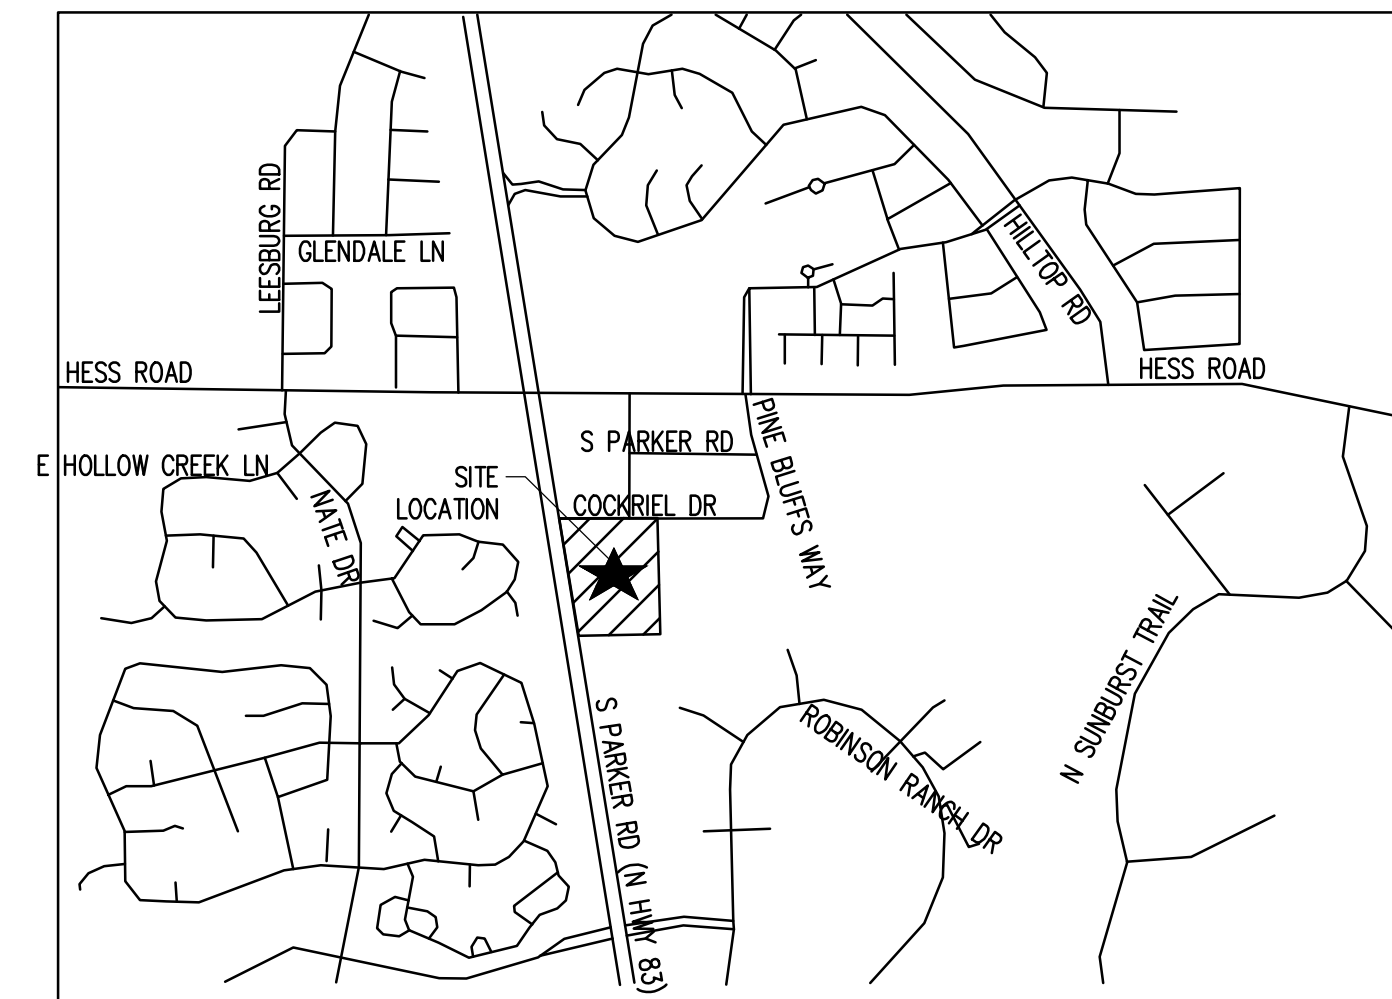 LEESBURG RD
GLENDALE LN
HILLTOP RD
HESS ROAD
HESS ROAD
S PARKER RD
PINE BLUFFS WAY
E HOLLOW CREEK LN
SITE
LOCATION
COCKRIEL DR
NATE DR
N SUNBURST TRAIL
S PARKER RD (N HWY 83)
ROBINSON RANCH DR